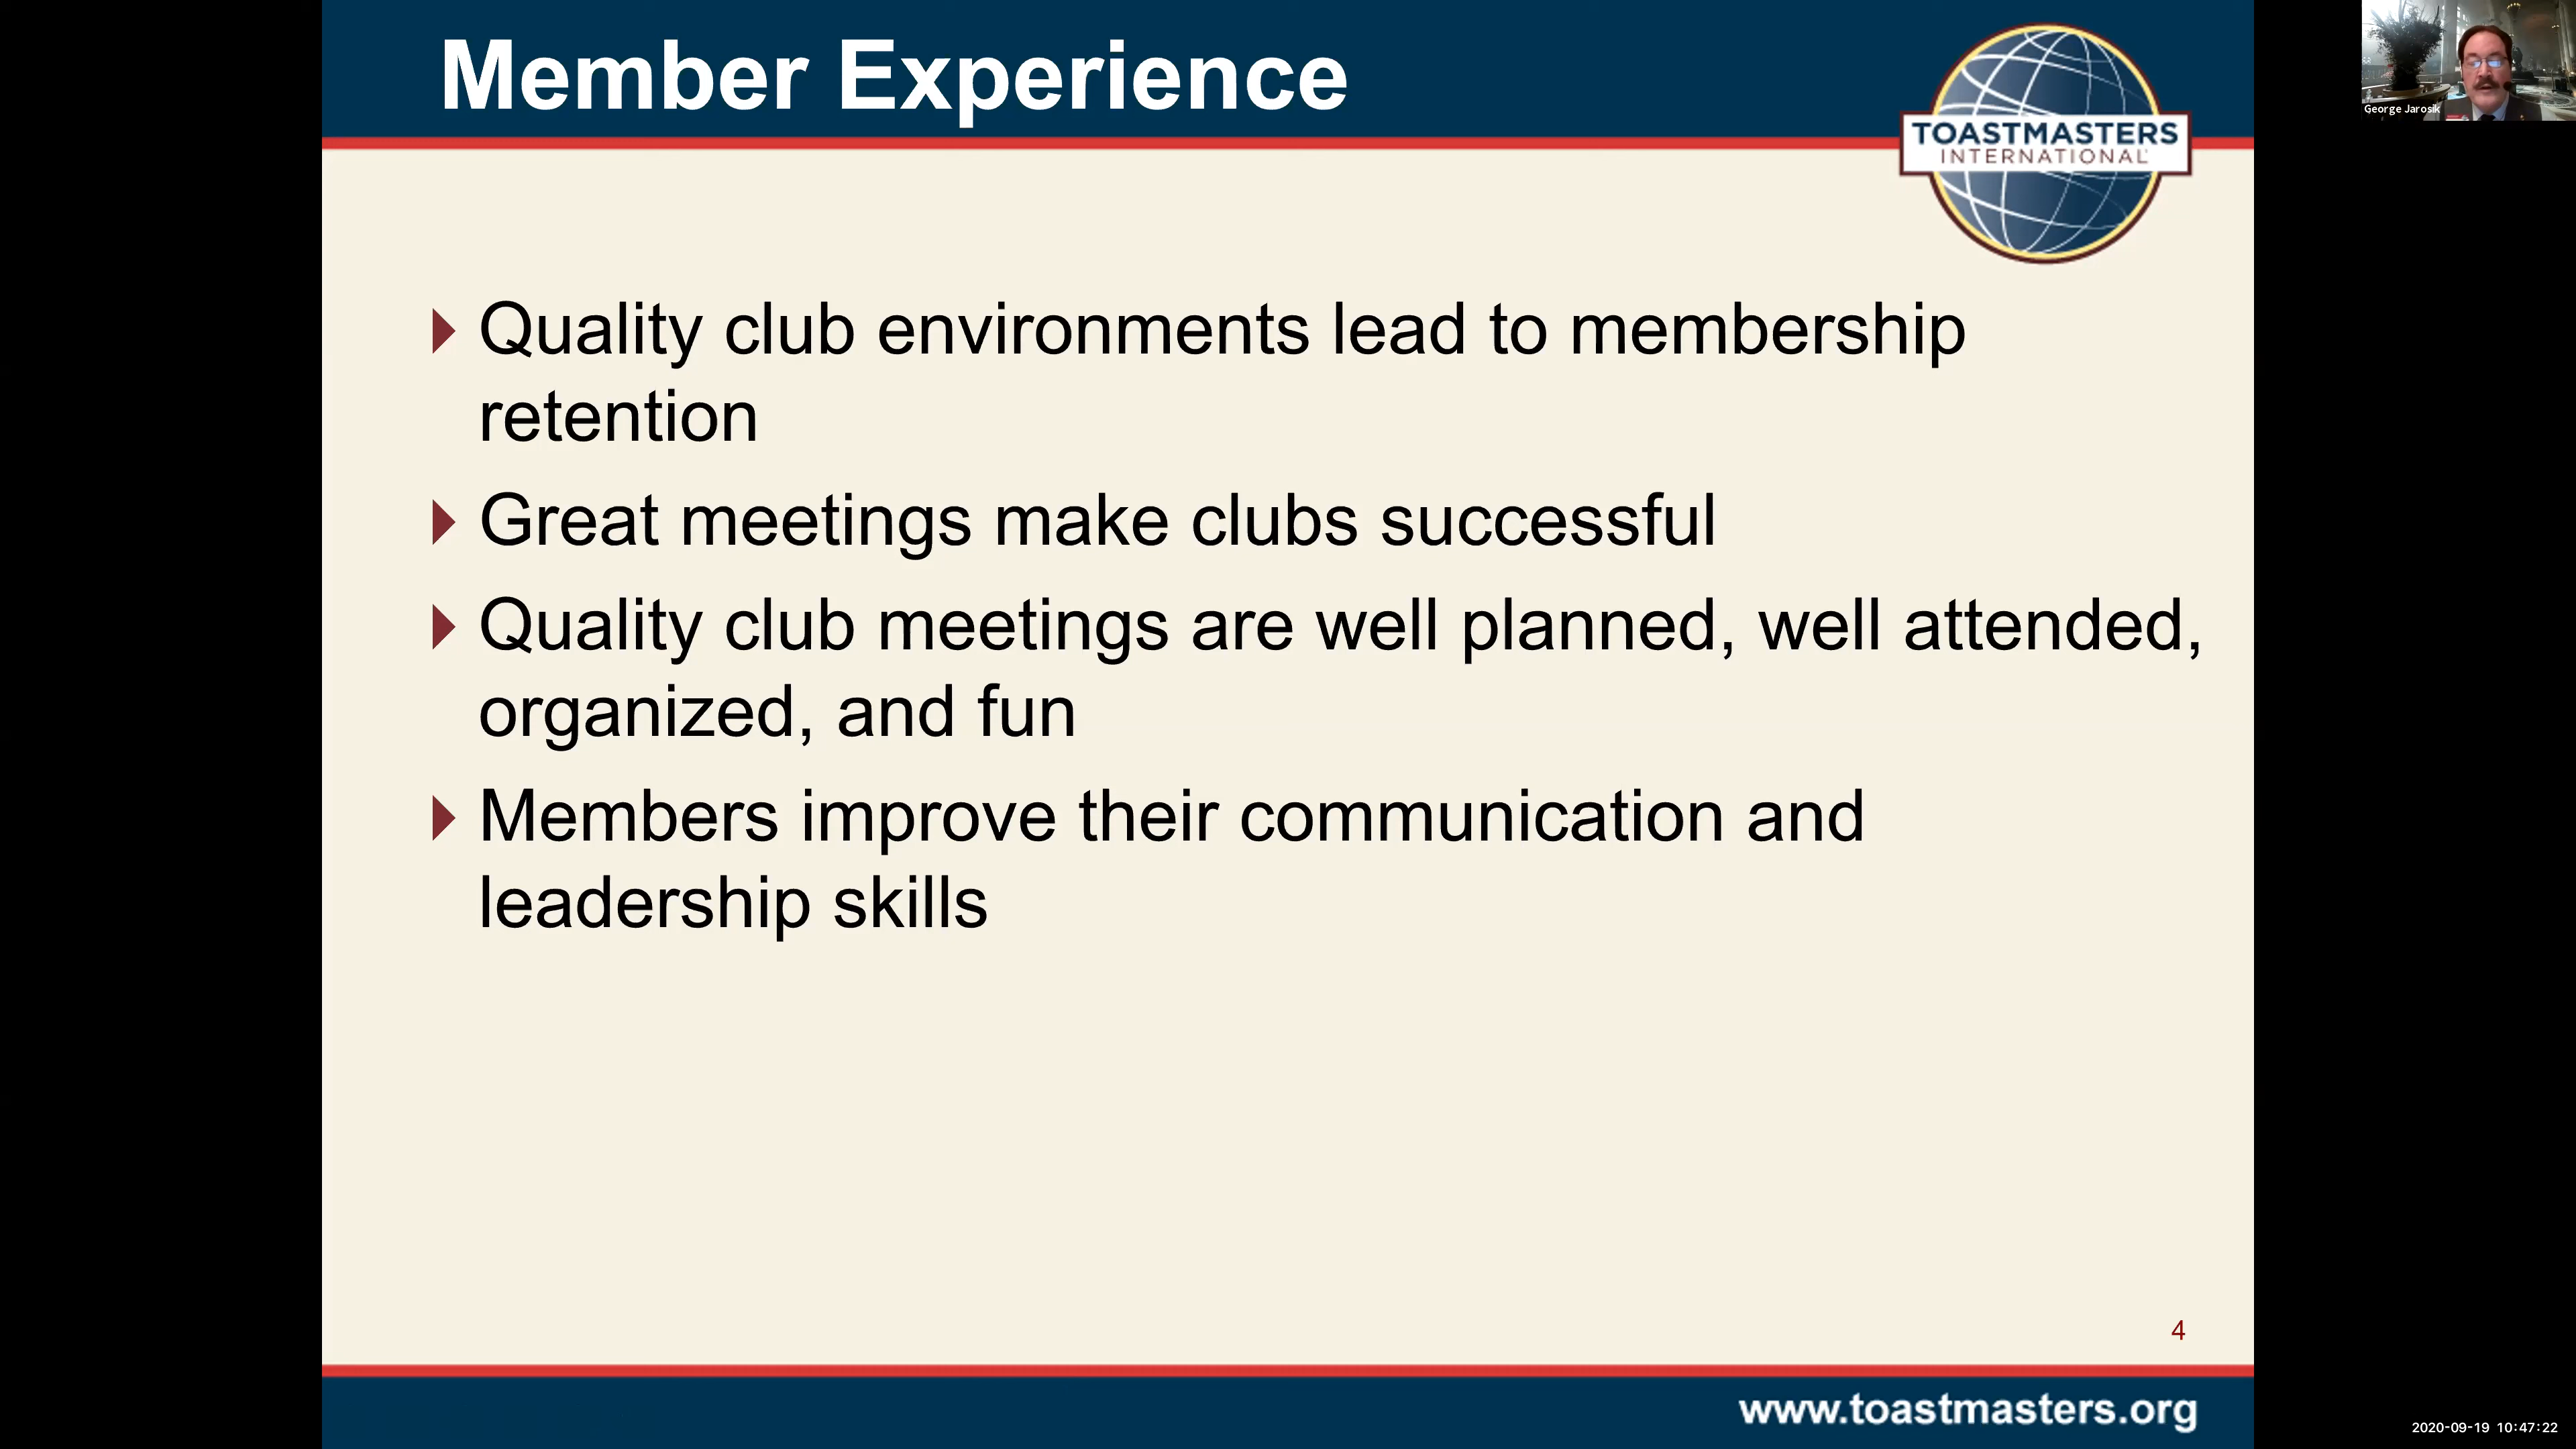 Member Experience
TOASTMASTERS
INTERNATIONAL
George Jarosik
Quality club environments lead to membership
retention
Great meetings make clubs successful
Quality club meetings are well planned, well attended,
organized, and fun
Members improve their communication and
leadership skills
4
www.toastmasters.org
2020-09-19 10:47:22